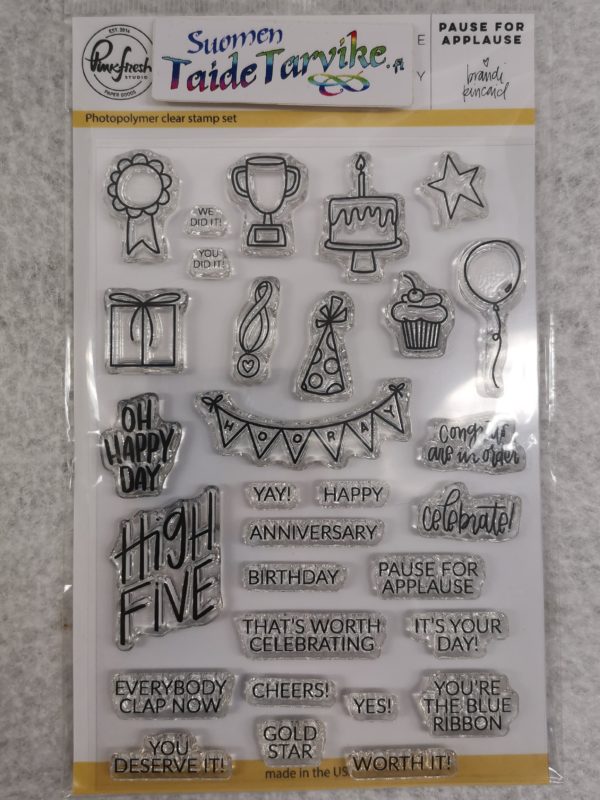 EST. 2014
Pinkfresh
STUDIO
PAPER GOODS
Suomen
TaideTarvike.fi
PAUSE FOR
APPLAUSE
brandi
kincaid
Photopolymer clear stamp set
WE
DID IT!
YOU
DID IT!
OH
HAPPY
DAY
HOORAY
congrats
are in order
HIGH
FIVE
YAY!
HAPPY
celebrate!
ANNIVERSARY
BIRTHDAY
PAUSE FOR
APPLAUSE
THAT'S WORTH
CELEBRATING
IT'S YOUR
DAY!
EVERYBODY
CLAP NOW
CHEERS!
YES!
YOU'RE
THE BLUE
RIBBON
YOU
DESERVE IT!
GOLD
STAR
WORTH IT!
made in the US